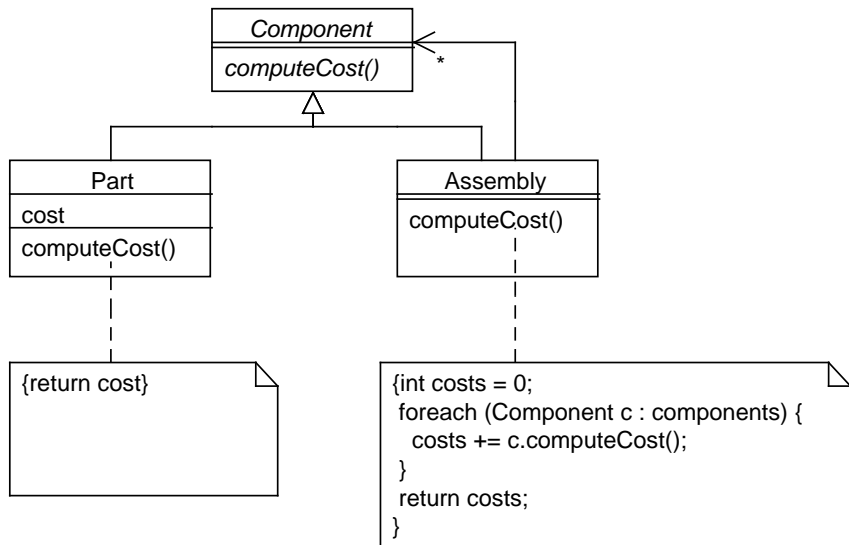 Component
computeCost()
*
Part
cost
computeCost()
Assembly
computeCost()
{return cost}
{int costs = 0;
foreach (Component c : components) {
costs += c.computeCost();
}
return costs;
}